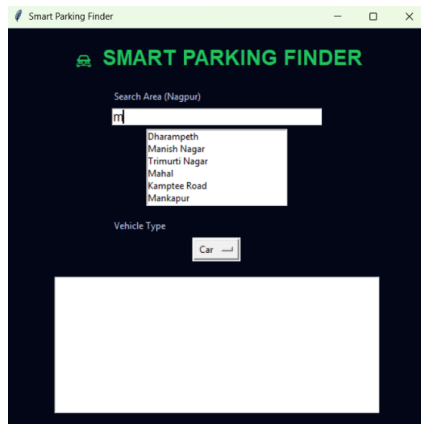 Smart Parking Finder
SMART PARKING FINDER
Search Area (Nagpur)
m
Dharampeth
Manish Nagar
Trimurti Nagar
Mahal
Kamptee Road
Mankapur
Vehicle Type
Car